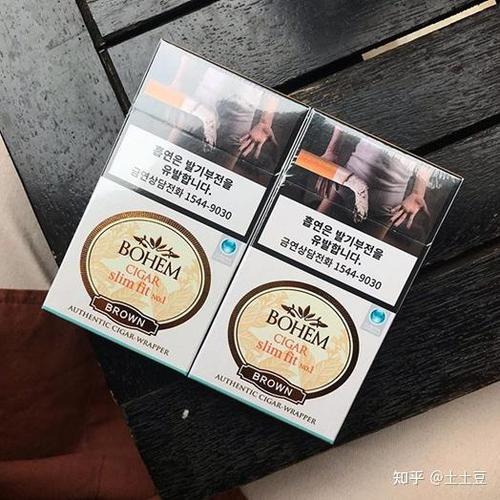 흡연은 발기부전을
유발합니다.
금연상담전화 1544-9030
BOHEM
CIGAR
slim fit No.1
BROWN
AUTHENTIC CIGAR-WRAPPER
흡연은 발기부전을
유발합니다.
금연상담전화 1544-9030
BOHEM
CIGAR
slim fit No.1
BROWN
AUTHENTIC CIGAR-WRAPPER
知乎 @土土豆